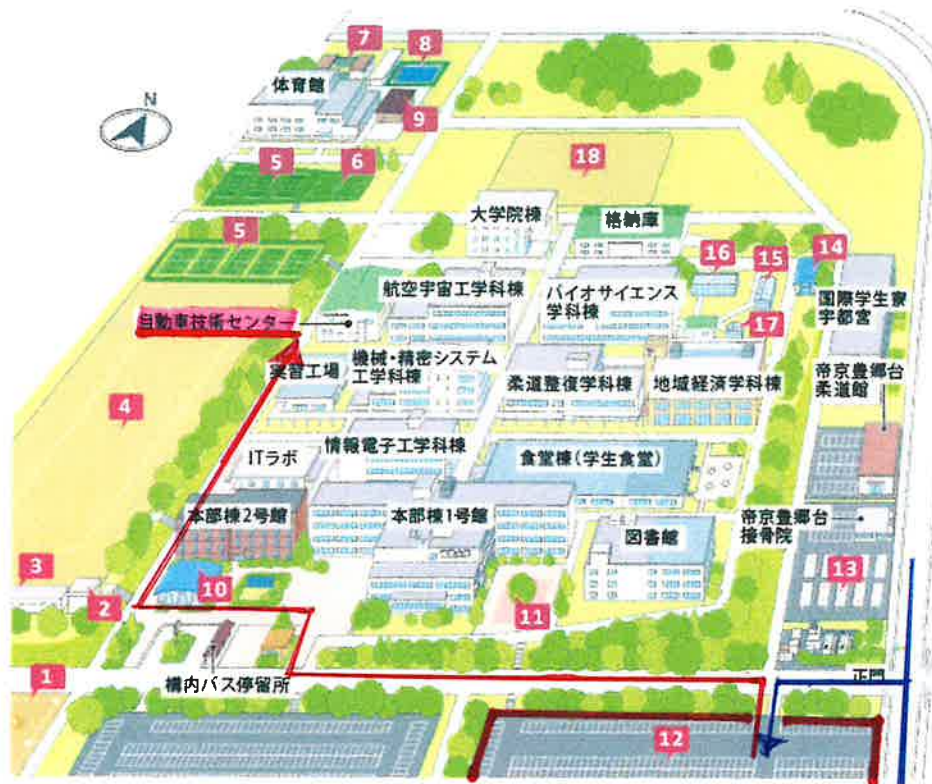 7
8
体育館
N
9
5
6
18
大学院棟
格納庫
5
16
15
14
航空宇宙工学科棟
バイオサイエンス
学科棟
国際学生寮
宇都宮
自動車技術センター
17
実習工場
機械・精密システム
工学科棟
柔道整復学科棟
地域経済学科棟
帝京豊郷台
柔道館
4
情報電子工学科棟
ITラボ
食堂棟(学生食堂)
本部棟2号館
本部棟1号館
図書館
帝京豊郷台
接骨院
3
2
10
11
13
1
構内バス停留所
正門
12